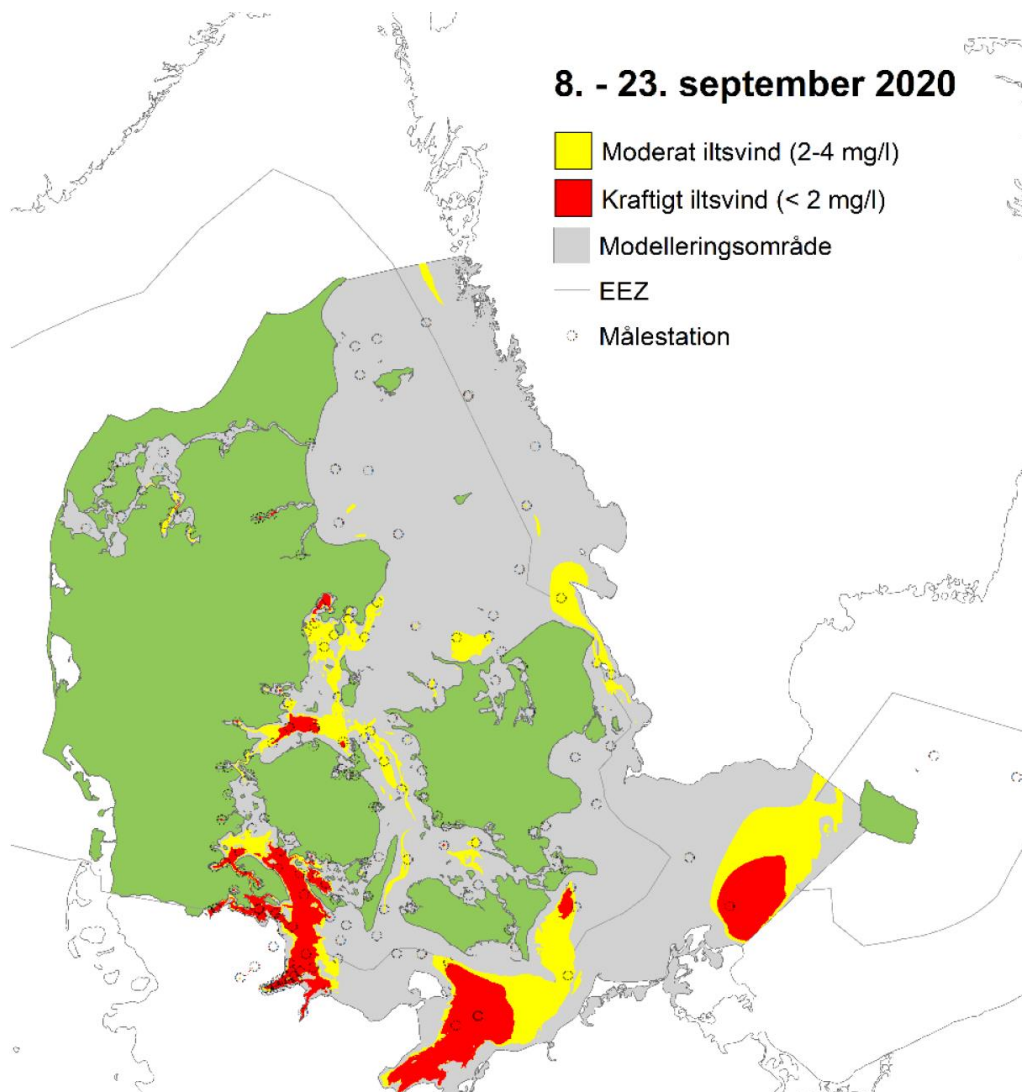 8. - 23. september 2020
Moderat iltsvind (2-4 mg/l)
Kraftigt iltsvind (< 2 mg/l)
Modelleringsområde
EEZ
Målestation